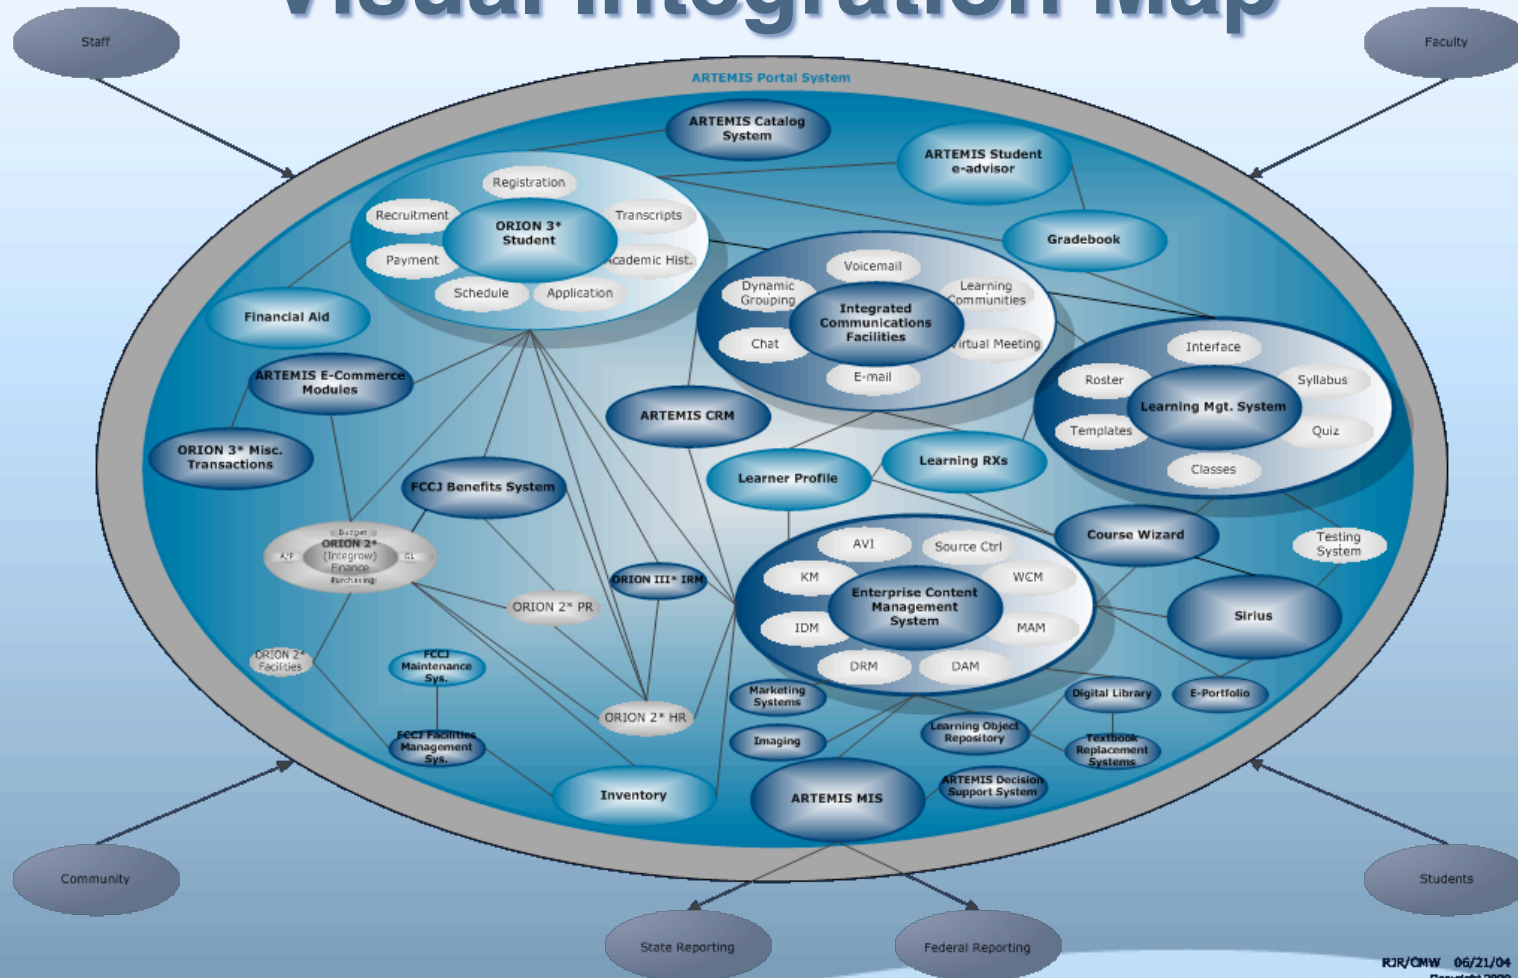 Visual Integration Map
Staff
Faculty
ARTEMIS Portal System
ARTEMIS Catalog
System
ARTEMIS Student
e-advisor
Registration
Recruitment
Transcripts
ORION 3*
Student
Payment
Academic Hist.
Schedule
Application
Gradebook
Voicemail
Dynamic
Grouping
Learning
Communities
Integrated
Communications
Facilities
Chat
Virtual Meeting
E-mail
Financial Aid
Interface
Roster
Syllabus
Learning Mgt. System
Templates
Quiz
Classes
ARTEMIS E-Commerce
Modules
ARTEMIS CRM
ORION 3* Misc.
Transactions
FCCJ Benefits System
Learner Profile
Learning RXs
Budget
A/P
ORION 2*
(Integrow)
Finance
GL
Purchasing
Course Wizard
Testing
System
AVI
Source Ctrl
KM
WCM
Enterprise Content
Management
System
IDM
MAM
DRM
DAM
ORION III* IRM
ORION 2* PR
Sirius
ORION 2*
Facilities
FCCJ
Maintenance
Sys.
ORION 2* HR
FCCJ Facilities
Management
Sys.
Marketing
Systems
Digital Library
E-Portfolio
Imaging
Learning Object
Repository
Textbook
Replacement
Systems
Inventory
ARTEMIS MIS
ARTEMIS Decision
Support System
Community
Students
State Reporting
Federal Reporting
RJR/CMW 06/21/04
Copyright 2000